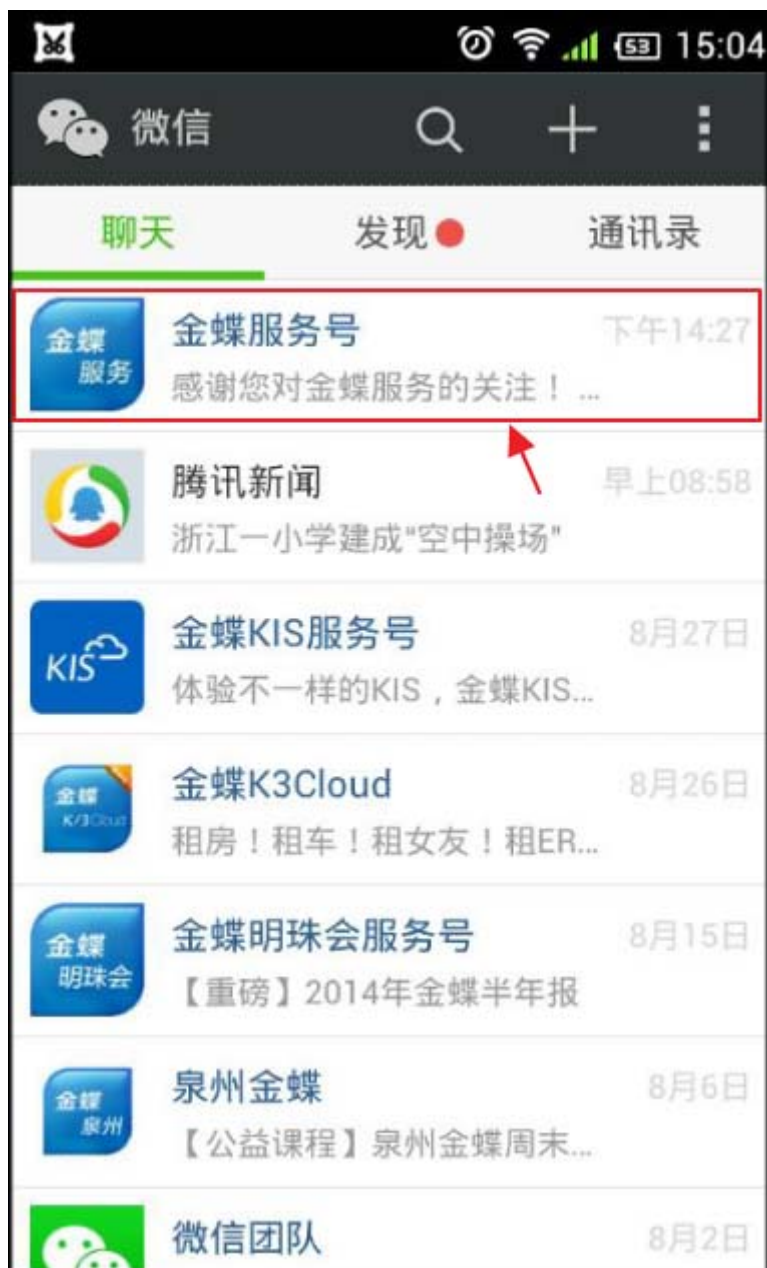 53 15:04
微信
聊天 发现 通讯录
金蝶
服务
金蝶服务号 下午14:27
感谢您对金蝶服务的关注！ ...
腾讯新闻 早上08:58
浙江一小学建成"空中操场"
KIS
金蝶KIS服务号 8月27日
体验不一样的KIS，金蝶KIS...
金蝶
K/3Cloud
金蝶K3Cloud 8月26日
租房！租车！租女友！租ER...
金蝶
明珠会
金蝶明珠会服务号 8月15日
【重磅】2014年金蝶半年报
金蝶
泉州
泉州金蝶 8月6日
【公益课程】泉州金蝶周末...
微信团队 8月2日